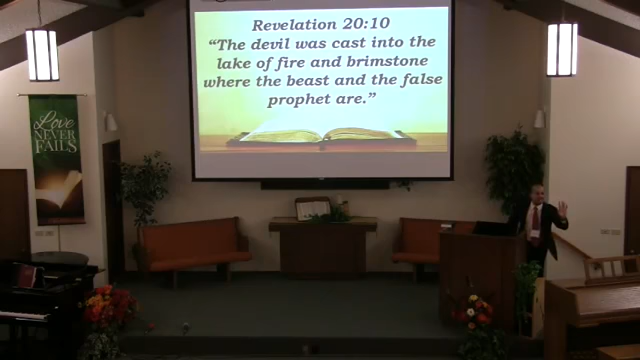 Revelation 20:10
“The devil was cast into the
lake of fire and brimstone
where the beast and the false
prophet are.”
Love
NEVER
FAILS